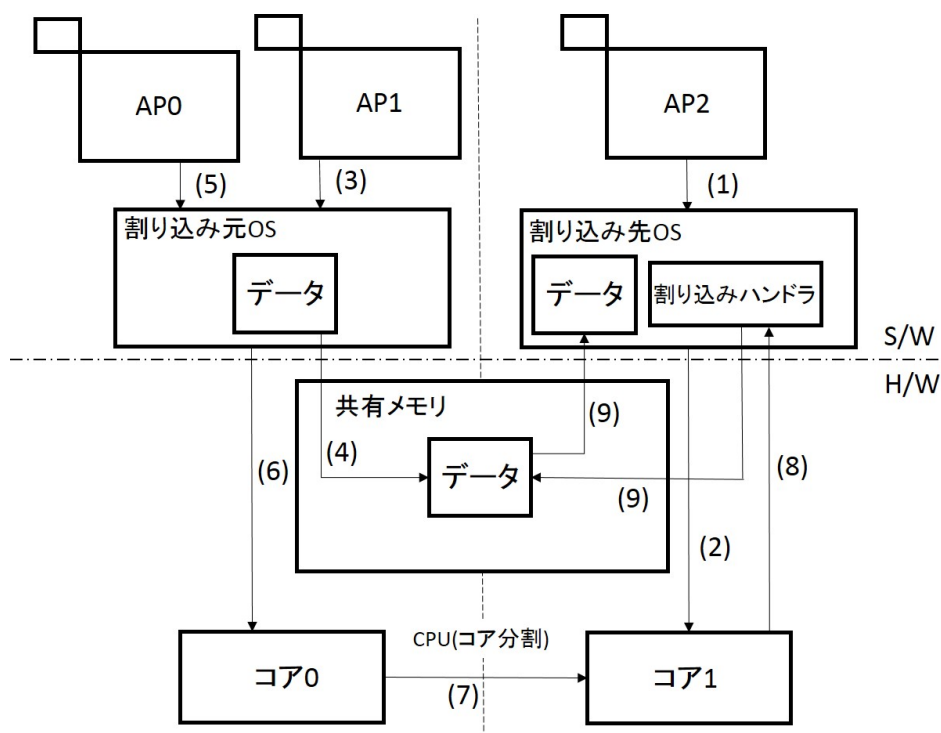 AP0
AP1
AP2
(5)
(3)
(1)
割り込み元OS
データ
割り込み先OS
データ
割り込みハンドラ
S/W
H/W
共有メモリ
(9)
(4)
データ
(6)
(9)
(8)
(2)
CPU(コア分割)
コア0
(7)
コア1